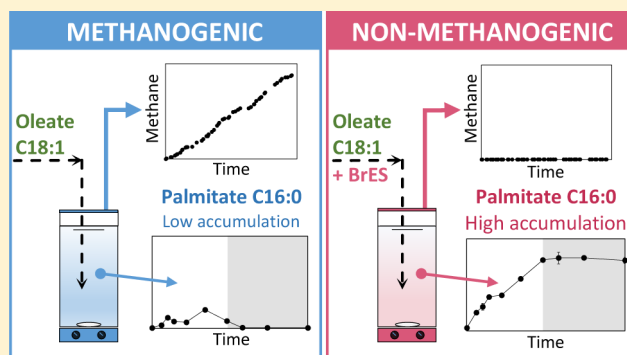 METHANOGENIC
Methane
Time
Oleate
C18:1
Palmitate C16:0
Low accumulation
Time
NON-METHANOGENIC
Methane
Time
Oleate
C18:1
+ BrES
Palmitate C16:0
High accumulation
Time